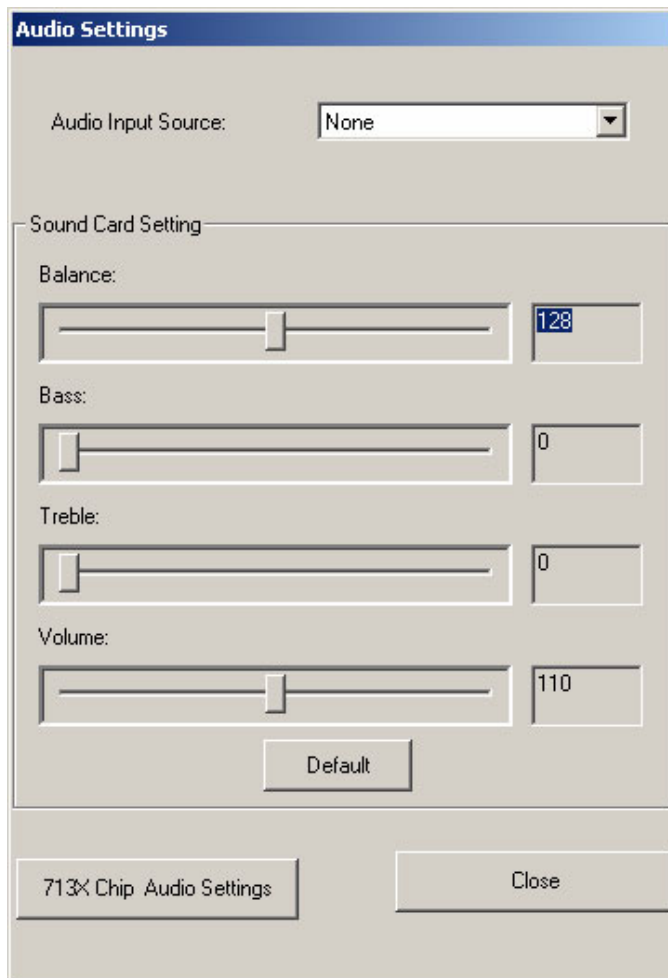 Audio Settings
Audio Input Source: None
Sound Card Setting
Balance:
128
Bass:
0
Treble:
0
Volume:
110
Default
713X Chip  Audio Settings
Close